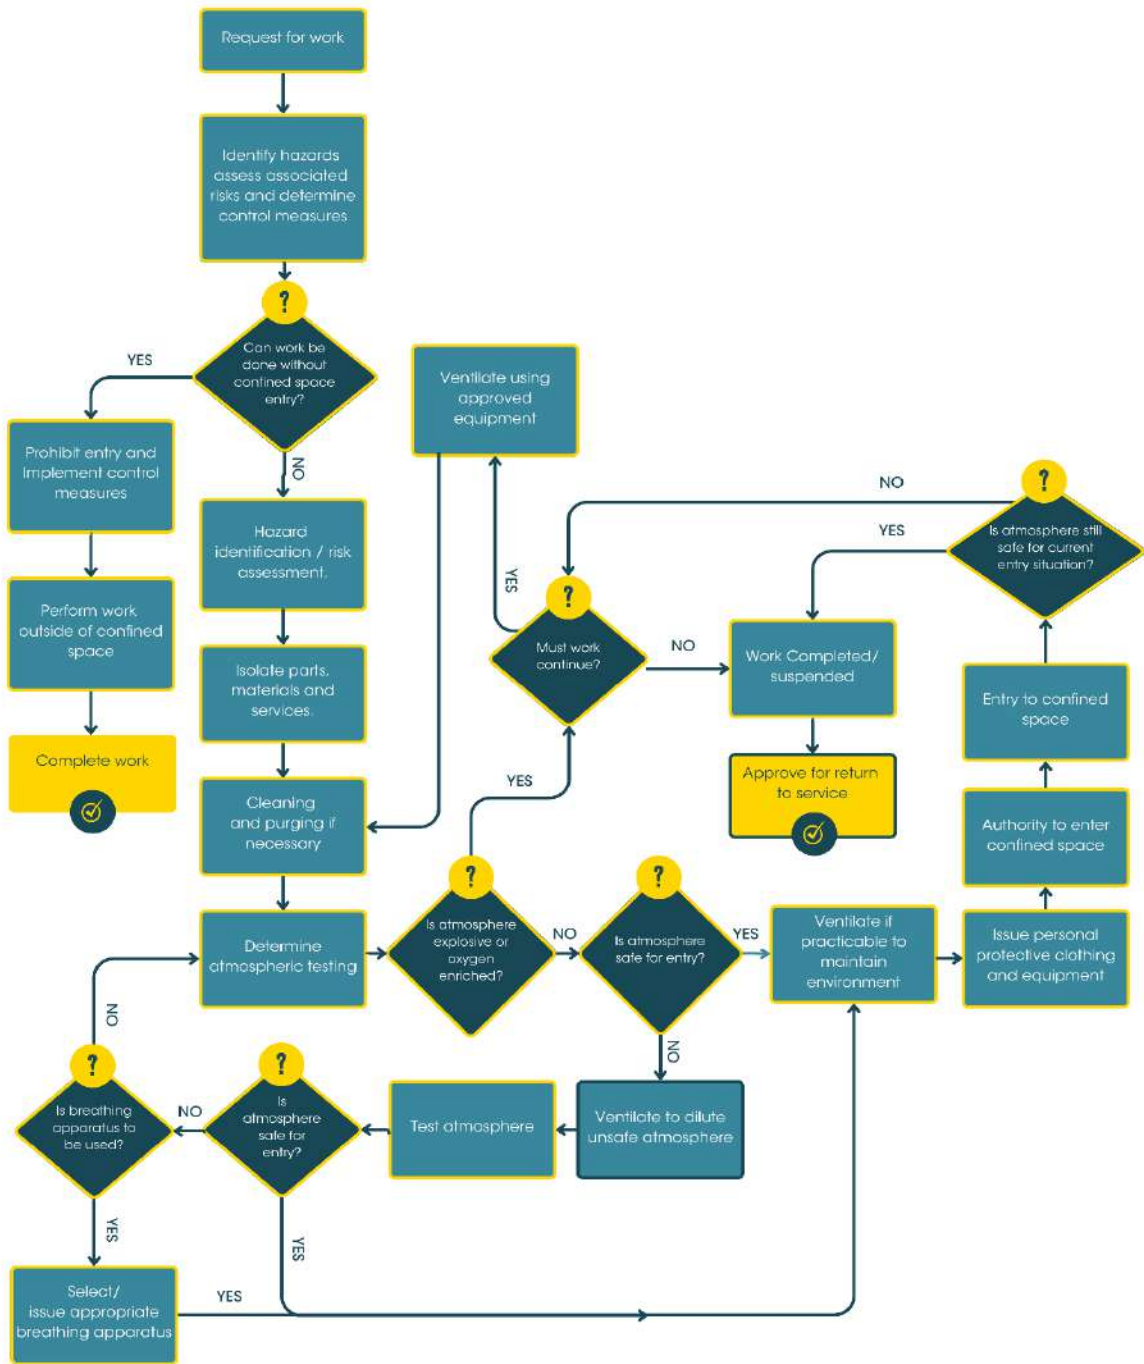 Request for work
Identify hazards
assess associated
risks and determine
control measures
?
Can work be
done without
confined space
entry?
YES
NO
Prohibit entry and
Implement control
measures
Perform work
outside of confined
space
Complete work
Hazard
identification / risk
assessment.
Isolate parts,
materials and
services.
Cleaning
and purging if
necessary
Determine
atmospheric testing
Ventilate using
approved
equipment
YES
?
Must work
continue?
NO
YES
NO
YES
?
Is atmosphere still
safe for current
entry situation?
Work Completed/
suspended
Approve for return
to service
Entry to confined
space
Authority to enter
confined space
Issue personal
protective clothing
and equipment
?
Is atmosphere
explosive or
oxygen
enriched?
NO
?
Is atmosphere
safe for entry?
YES
Ventilate if
practicable to
maintain
environment
NO
Ventilate to dilute
unsafe atmosphere
Test atmosphere
?
Is
atmosphere
safe for
entry?
NO
YES
?
Is breathing
apparatus to
be used?
NO
YES
Select/
issue appropriate
breathing apparatus
YES